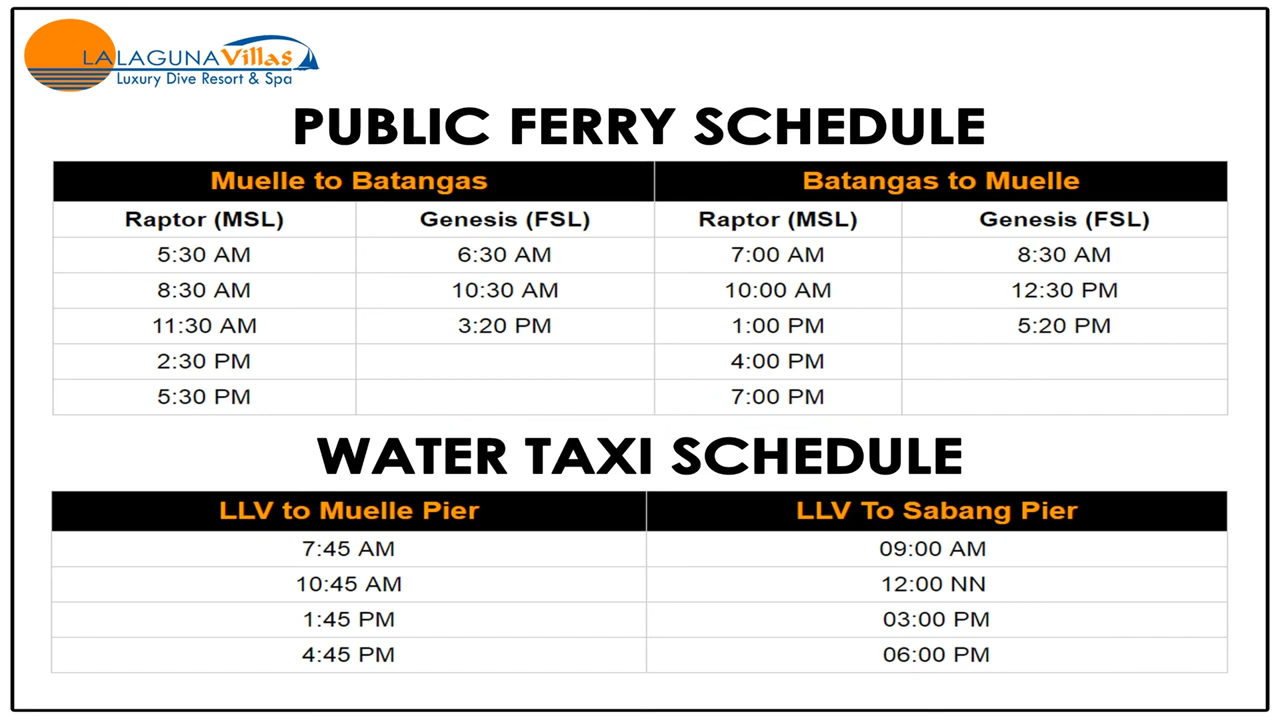 LALAGUNA Villas
Luxury Dive Resort & Spa
PUBLIC FERRY SCHEDULE
Muelle to Batangas Batangas to Muelle
Raptor (MSL) Genesis (FSL) Raptor (MSL) Genesis (FSL)
5:30 AM 6:30 AM 7:00 AM 8:30 AM
8:30 AM 10:30 AM 10:00 AM 12:30 PM
11:30 AM 3:20 PM 1:00 PM 5:20 PM
2:30 PM 4:00 PM
5:30 PM 7:00 PM
WATER TAXI SCHEDULE
LLV to Muelle Pier LLV To Sabang Pier
7:45 AM 09:00 AM
10:45 AM 12:00 NN
1:45 PM 03:00 PM
4:45 PM 06:00 PM